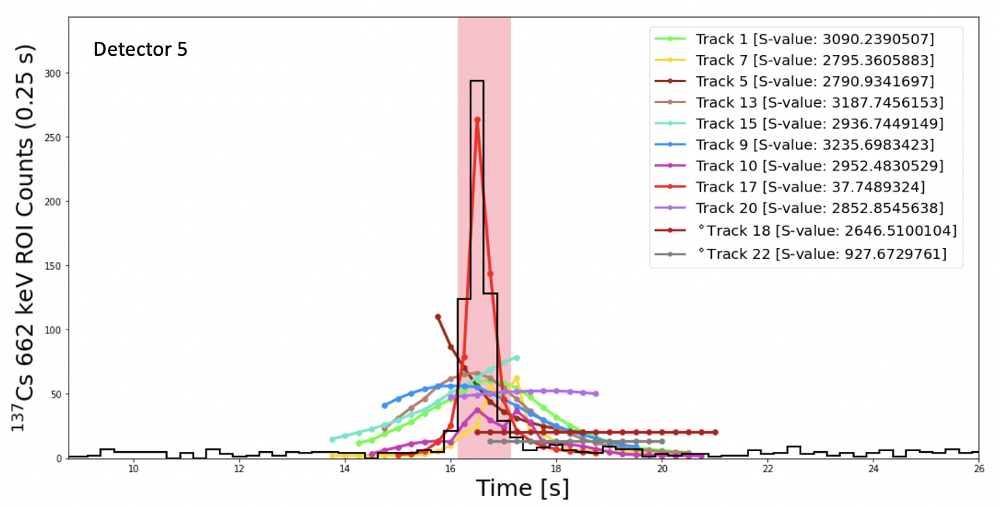 Detector 5
¹³⁷Cs 662 keV ROI Counts (0.25 s)
300
250
200
150
100
50
0
10 12 14 16 18 20 22 24 26
Time [s]
Track 1 [S-value: 3090.2390507]
Track 7 [S-value: 2795.3605883]
Track 5 [S-value: 2790.9341697]
Track 13 [S-value: 3187.7456153]
Track 15 [S-value: 2936.7449149]
Track 9 [S-value: 3235.6983423]
Track 10 [S-value: 2952.4830529]
Track 17 [S-value: 37.7489324]
Track 20 [S-value: 2852.8545638]
⋄Track 18 [S-value: 2646.5100104]
⋄Track 22 [S-value: 927.6729761]